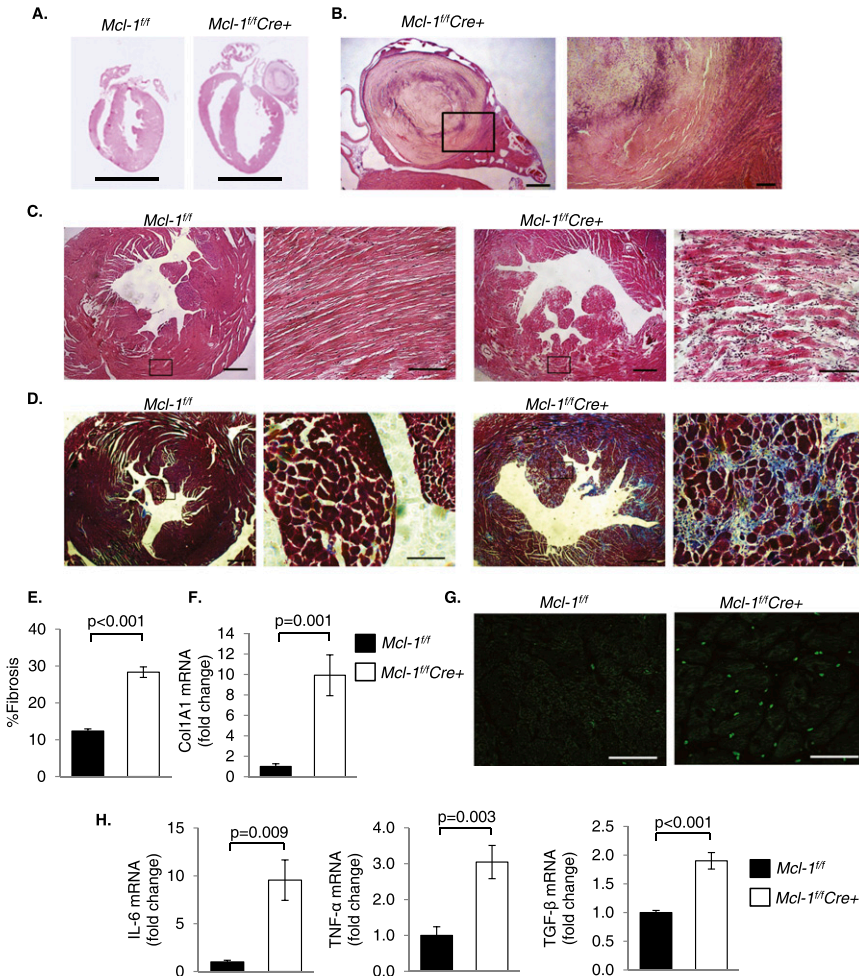 A.
Mcl-1f/f
Mcl-1f/fCre+
B.
Mcl-1f/fCre+
C.
Mcl-1f/f
Mcl-1f/fCre+
D.
Mcl-1f/f
Mcl-1f/fCre+
E.
p<0.001
%Fibrosis
40
30
20
10
0
F.
p=0.001
Col1A1 mRNA
(fold change)
14
12
10
8
6
4
2
0
Mcl-1f/f
Mcl-1f/fCre+
G.
Mcl-1f/f
Mcl-1f/fCre+
H.
p=0.009
IL-6 mRNA
(fold change)
15
10
5
0
p=0.003
TNF-α mRNA
(fold change)
4.0
3.0
2.0
1.0
0.0
p<0.001
TGF-β mRNA
(fold change)
2.5
2.0
1.5
1.0
0.5
0.0
Mcl-1f/f
Mcl-1f/fCre+